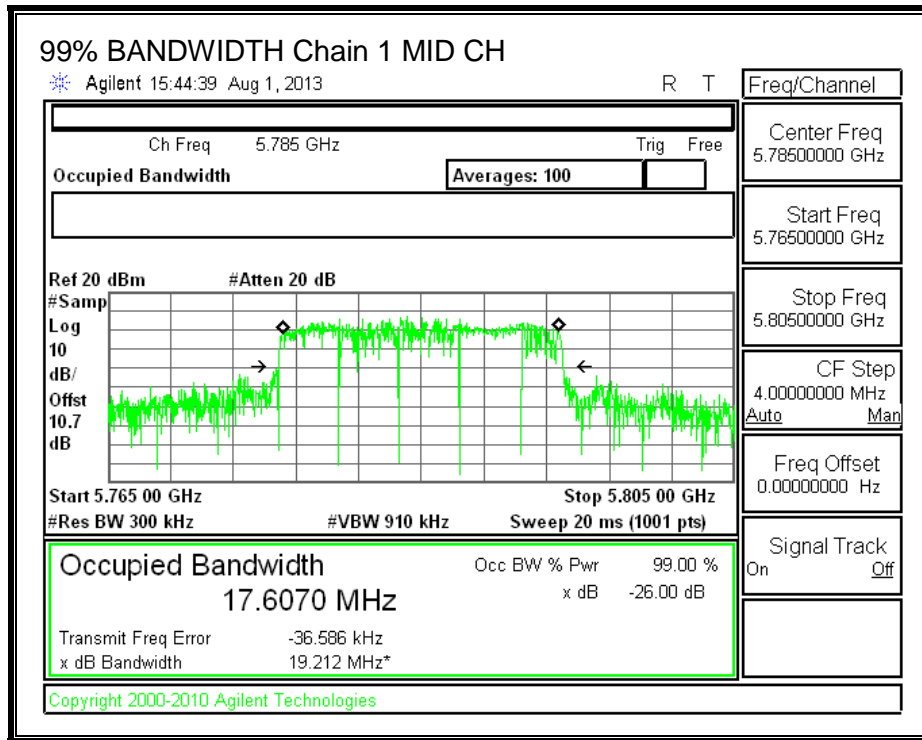 99% BANDWIDTH Chain 1 MID CH
Agilent 15:44:39 Aug 1, 2013 R T
Freq/Channel
Ch Freq 5.785 GHz Trig Free
Occupied Bandwidth Averages: 100
Center Freq
5.78500000 GHz
Start Freq
5.76500000 GHz
Stop Freq
5.80500000 GHz
CF Step
4.00000000 MHz
Auto Man
Freq Offset
0.00000000 Hz
Signal Track
On Off
Ref 20 dBm #Atten 20 dB
#Samp
Log
10
dB/
Offst
10.7
dB
Start 5.765 00 GHz Stop 5.805 00 GHz
#Res BW 300 kHz #VBW 910 kHz Sweep 20 ms (1001 pts)
Occupied Bandwidth
17.6070 MHz
Occ BW % Pwr 99.00 %
x dB -26.00 dB
Transmit Freq Error -36.586 kHz
x dB Bandwidth 19.212 MHz*
Copyright 2000-2010 Agilent Technologies